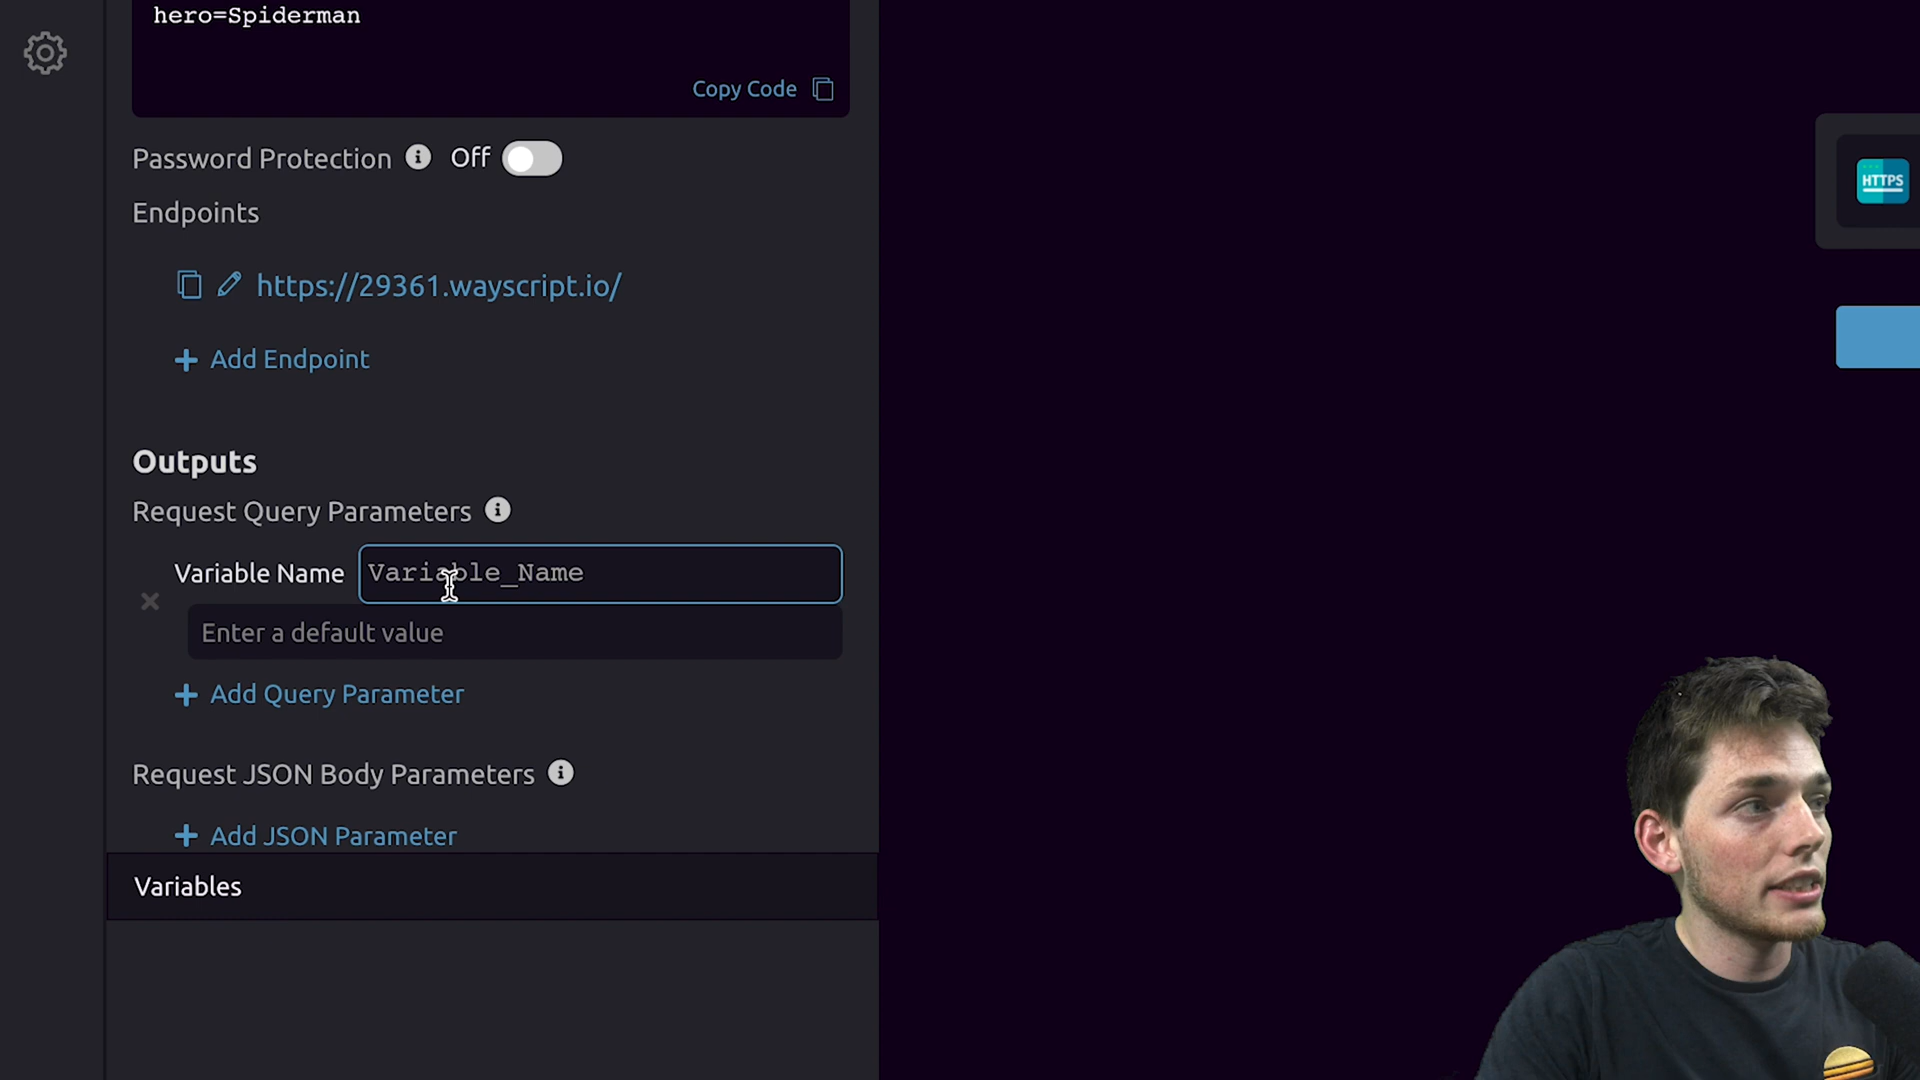 hero=Spiderman
Copy Code
Password Protection Off
Endpoints
HTTPS
https://29361.wayscript.io/
Add Endpoint
Outputs
Request Query Parameters
Variable Name Variable_Name
Enter a default value
Add Query Parameter
Request JSON Body Parameters
Add JSON Parameter
Variables